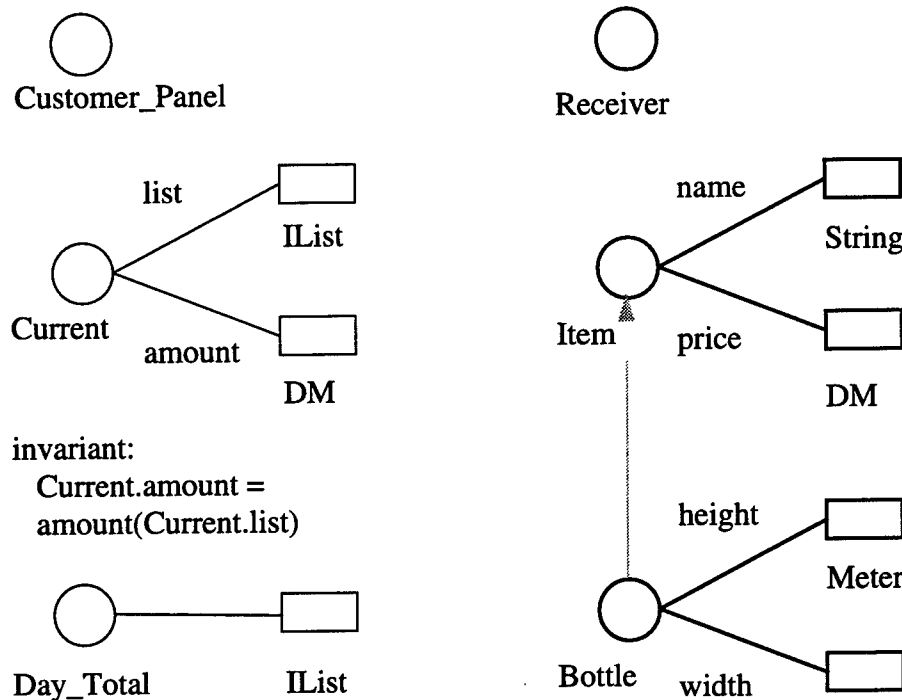 Customer_Panel
list
IList
Current
amount
DM
invariant:
Current.amount =
amount(Current.list)
Day_Total
IList
Receiver
name
String
Item
price
DM
height
Meter
Bottle
width